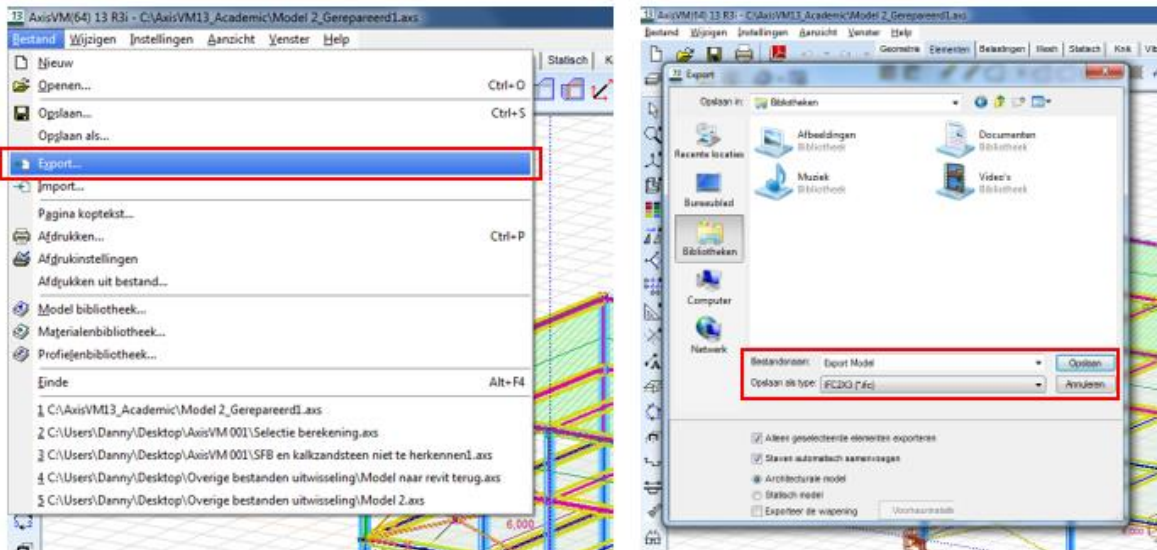 AxisVM(64) 13 R3i - C:\AxisVM13_Academic\Model 2_Gerepareerd1.axs
Bestand Wijzigen Instellingen Aanzicht Venster Help
Nieuw
Statisch K
Openen... Ctrl+O
Opslaan... Ctrl+S
Opslaan als...
Export...
Import...
Pagina koptekst...
Afdrukken... Ctrl+P
Afdrukinstellingen
Afdrukken uit bestand...
Model bibliotheek...
Materialenbibliotheek...
Profielenbibliotheek...
Einde Alt+F4
1 C:\AxisVM13_Academic\Model 2_Gerepareerd1.axs
2 C:\Users\Danny\Desktop\AxisVM 001\Selectie berekening.axs
3 C:\Users\Danny\Desktop\AxisVM 001\SFB en kalkzandsteen niet te herkennen1.axs
4 C:\Users\Danny\Desktop\Overige bestanden uitwisseling\Model naar revit terug.axs
5 C:\Users\Danny\Desktop\Overige bestanden uitwisseling\Model 2.axs
6,000
AxisVM(64) 13 R3i - C:\AxisVM13_Academic\Model 2_Gerepareerd1.axs
Bestand Wijzigen Instellingen Aanzicht Venster Help
Geometrie Elementen Belastingen Mesh Statisch Knik
Export
Opslaan in: Bibliotheken
Recente locaties
Bureaublad
Bibliotheken
Computer
Netwerk
Afbeeldingen
Bibliotheek
Documenten
Bibliotheek
Muziek
Bibliotheek
Video's
Bibliotheek
Bestandsnaam: Export Model Opslaan
Opslaan als type: IFC2X3 (*.ifc) Annuleren
Alleen geselecteerde elementen exporteren
Staven automatisch samenvoegen
Architecturale model
Statisch model
Exporteer de wapening